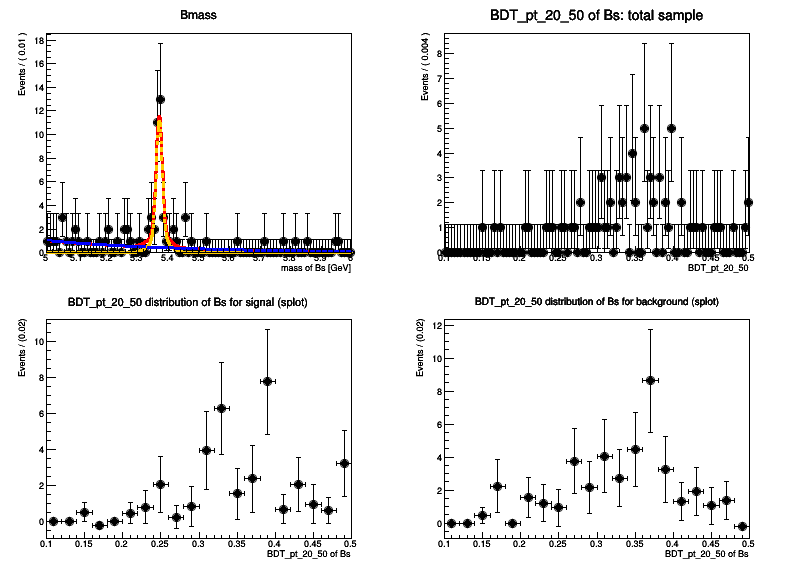 Bmass
Events / ( 0.01)
18
16
14
12
10
8
6
4
2
0
5 5.1 5.2 5.3 5.4 5.5 5.6 5.7 5.8 5.9 6
mass of Bs [GeV]
BDT_pt_20_50 of Bs: total sample
Events / ( 0.004)
8
7
6
5
4
3
2
1
0
0.1 0.15 0.2 0.25 0.3 0.35 0.4 0.45 0.5
BDT_pt_20_50
BDT_pt_20_50 distribution of Bs for signal (splot)
Events / (0.02)
10
8
6
4
2
0
0.1 0.15 0.2 0.25 0.3 0.35 0.4 0.45 0.5
BDT_pt_20_50 of Bs
BDT_pt_20_50 distribution of Bs for background (splot)
Events / (0.02)
12
10
8
6
4
2
0
0.1 0.15 0.2 0.25 0.3 0.35 0.4 0.45 0.5
BDT_pt_20_50 of Bs